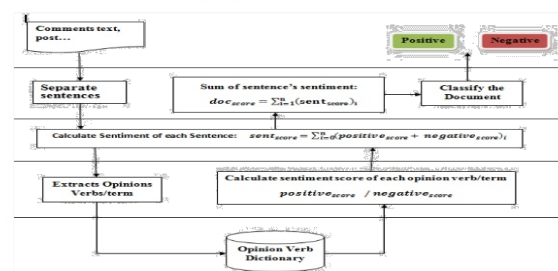 Comments text,
post...
Positive
Negative
Separate
sentences
Sum of sentence's sentiment:
doc_score = ∑ⁿᵢ₌₁(sent_score)ᵢ
Classify the
Document
Calculate Sentiment of each Sentence: sent_score = ∑ⁿᵢ₌₀(positive_score + negative_score)ᵢ
Extracts Opinions
Verbs/term
Calculate sentiment score of each opinion verb/term
positive_score / negative_score
Opinion Verb
Dictionary